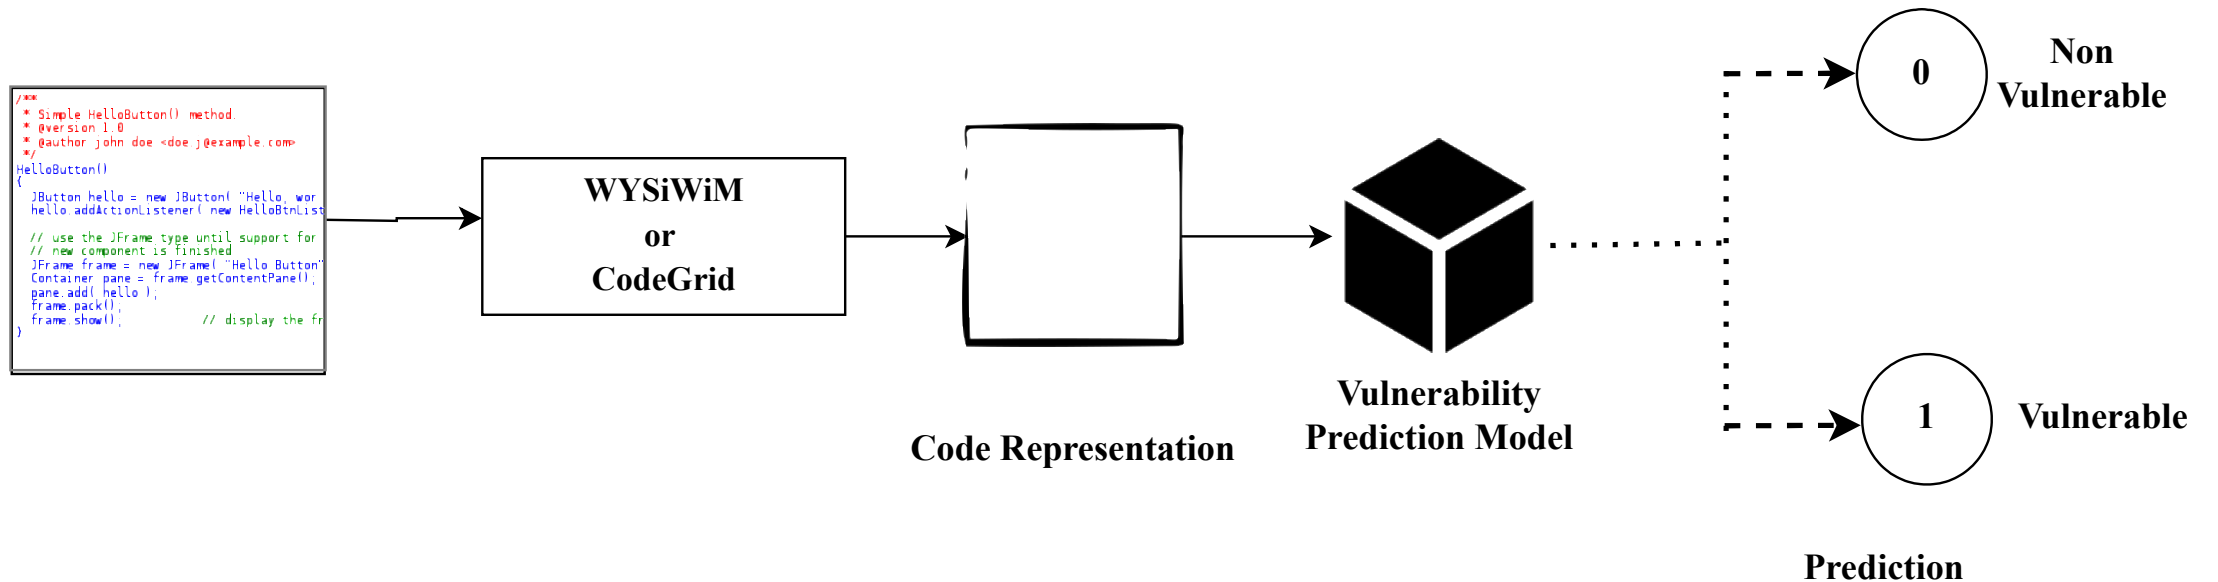 /**
* Simple HelloButton() method.
* @version 1.0
* @author john doe <doe.j@example.com>
*/
HelloButton()
{
JButton hello = new JButton( "Hello, wor
hello.addActionListener( new HelloBtnList
// use the JFrame type until support for
// new component is finished
JFrame frame = new JFrame( "Hello Button"
Container pane = frame.getContentPane();
pane.add( hello );
frame.pack();
frame.show(); // display the fr
}
WYSiWiM
or
CodeGrid
Code Representation
Vulnerability
Prediction Model
0
Non
Vulnerable
1
Vulnerable
Prediction